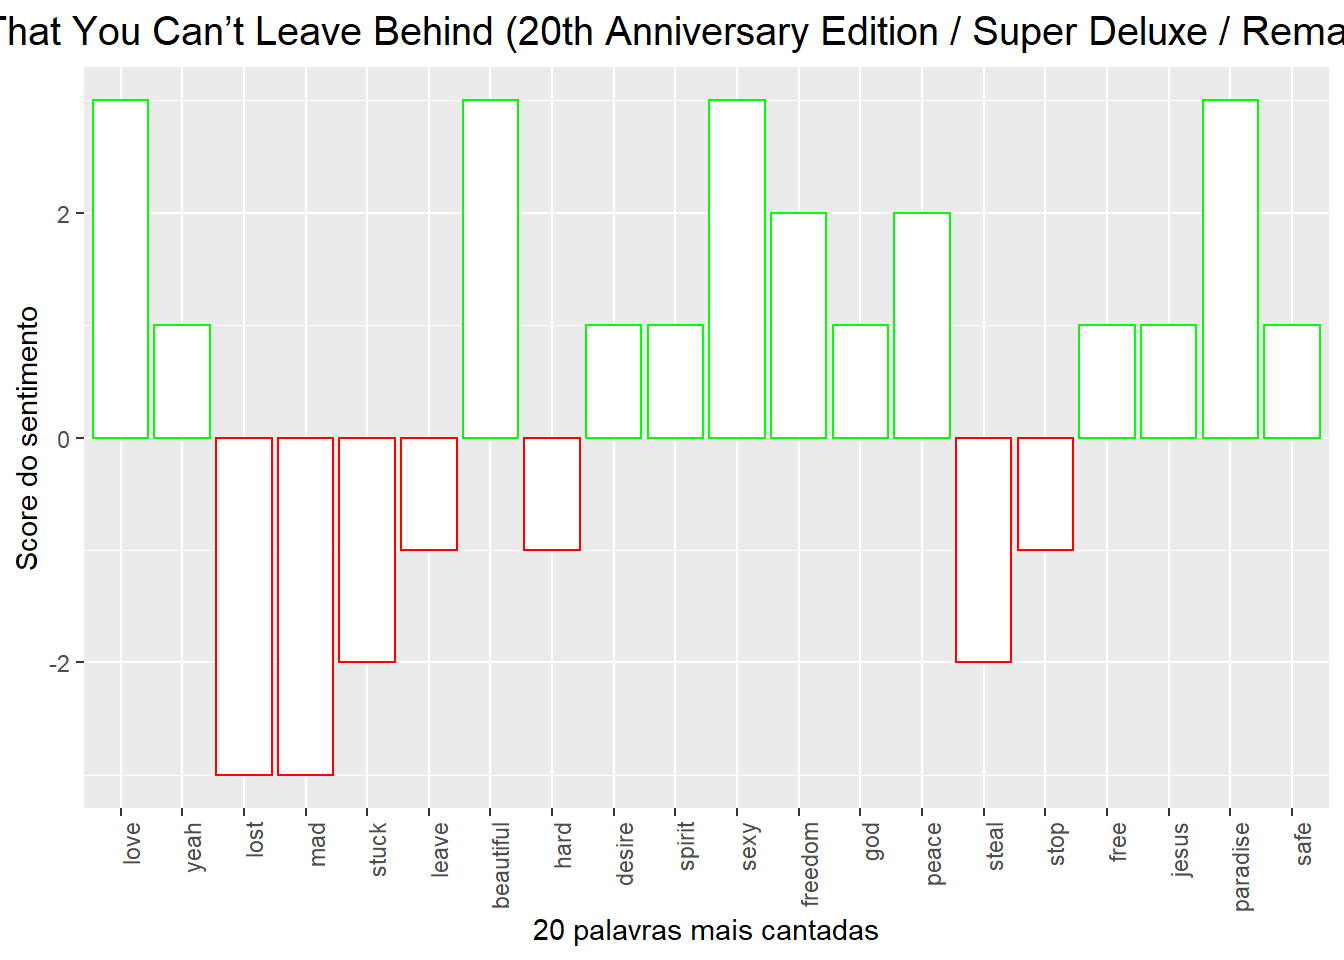 That You Can’t Leave Behind (20th Anniversary Edition / Super Deluxe / Rema
Score do sentimento
2
0
-2
love
yeah
lost
mad
stuck
leave
beautiful
hard
desire
spirit
sexy
freedom
god
peace
steal
stop
free
jesus
paradise
safe
20 palavras mais cantadas